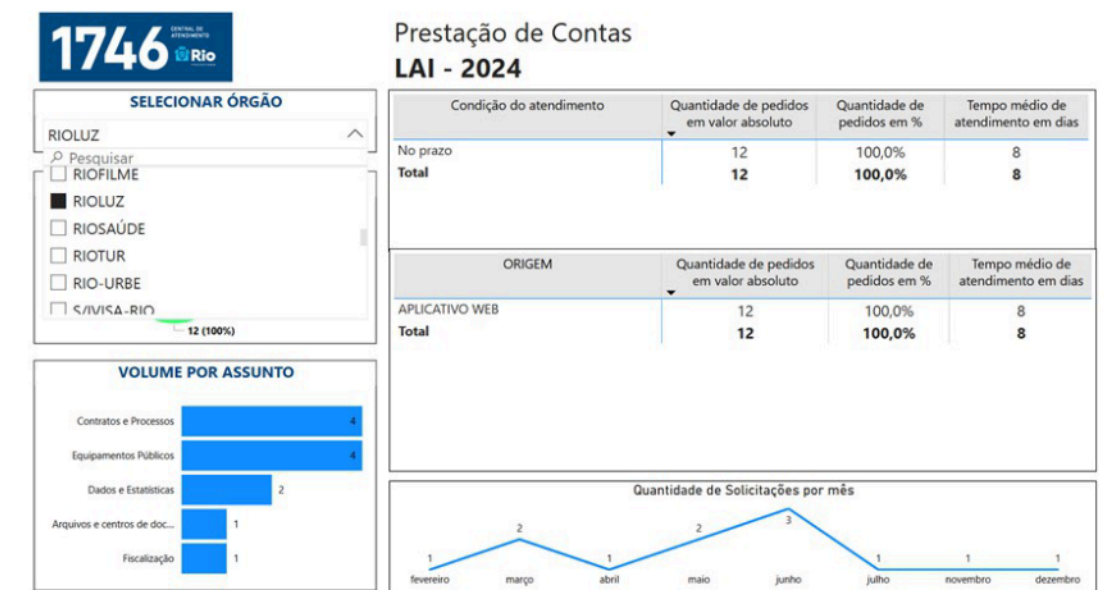 1746
CENTRAL DE
ATENDIMENTO
Rio
Prestação de Contas
LAI - 2024
SELECIONAR ÓRGÃO
RIOLUZ
Pesquisar
RIOFILME
RIOLUZ
RIOSAÚDE
RIOTUR
RIO-URBE
S/IVISA-RIO
12 (100%)
Condição do atendimento Quantidade de pedidos em valor absoluto Quantidade de pedidos em % Tempo médio de atendimento em dias
No prazo 12 100,0% 8
Total 12 100,0% 8
ORIGEM Quantidade de pedidos em valor absoluto Quantidade de pedidos em % Tempo médio de atendimento em dias
APLICATIVO WEB 12 100,0% 8
Total 12 100,0% 8
VOLUME POR ASSUNTO
Contratos e Processos 4
Equipamentos Públicos 4
Dados e Estatísticas 2
Arquivos e centros de doc... 1
Fiscalização 1
Quantidade de Solicitações por mês
1 2 1 2 3 1 1 1
fevereiro março abril maio junho julho novembro dezembro